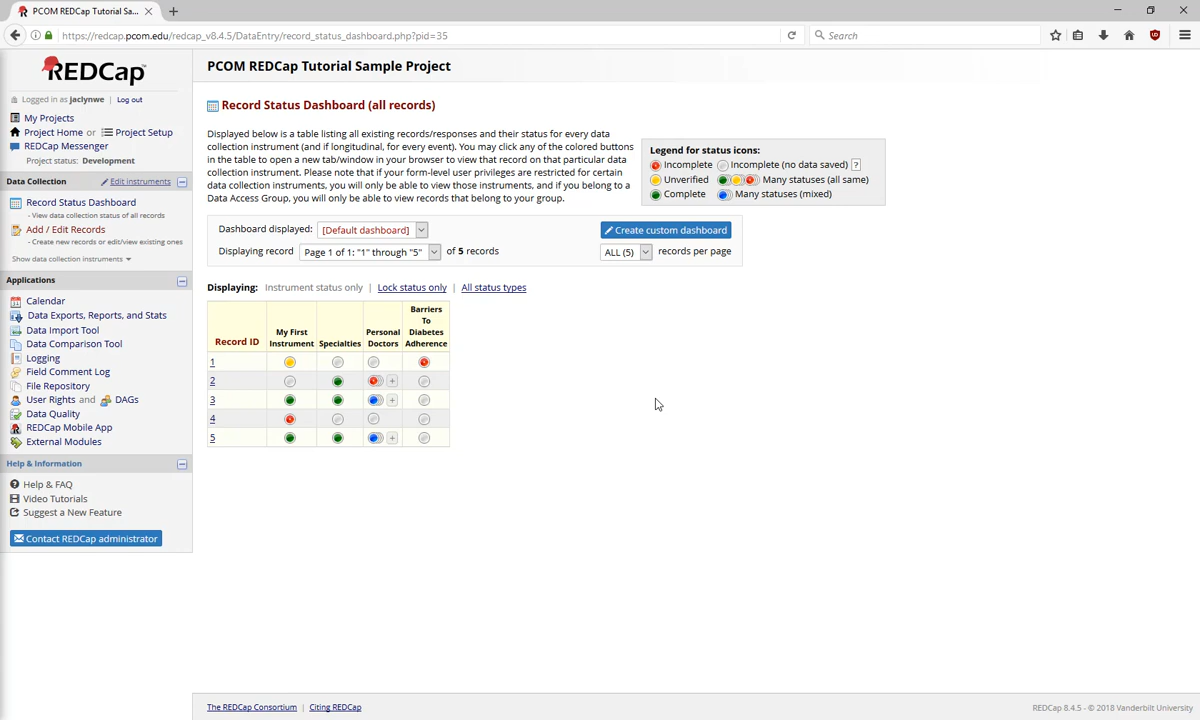 PCOM REDCap Tutorial Sa...
https://redcap.pcom.edu/redcap_v8.4.5/DataEntry/record_status_dashboard.php?pid=35
Search
REDCap
Logged in as jaclynwe | Log out
My Projects
Project Home or Project Setup
REDCap Messenger
Project status: Development
Data Collection
Edit instruments
Record Status Dashboard
- View data collection status of all records
Add / Edit Records
- Create new records or edit/view existing ones
Show data collection instruments
Applications
Calendar
Data Exports, Reports, and Stats
Data Import Tool
Data Comparison Tool
Logging
Field Comment Log
File Repository
User Rights and DAGs
Data Quality
REDCap Mobile App
External Modules
Help & Information
Help & FAQ
Video Tutorials
Suggest a New Feature
Contact REDCap administrator
PCOM REDCap Tutorial Sample Project
Record Status Dashboard (all records)
Displayed below is a table listing all existing records/responses and their status for every data
collection instrument (and if longitudinal, for every event). You may click any of the colored buttons
in the table to open a new tab/window in your browser to view that record on that particular data
collection instrument. Please note that if your form-level user privileges are restricted for certain
data collection instruments, you will only be able to view those instruments, and if you belong to a
Data Access Group, you will only be able to view records that belong to your group.
Legend for status icons:
Incomplete Incomplete (no data saved) ?
Unverified Many statuses (all same)
Complete Many statuses (mixed)
Dashboard displayed: [Default dashboard] Create custom dashboard
Displaying record Page 1 of 1: "1" through "5" of 5 records ALL (5) records per page
Displaying: Instrument status only | Lock status only | All status types
Record ID
My First
Instrument
Specialties
Personal
Doctors
Barriers
To
Diabetes
Adherence
1
2
3
4
5
The REDCap Consortium | Citing REDCap
REDCap 8.4.5 - © 2018 Vanderbilt University